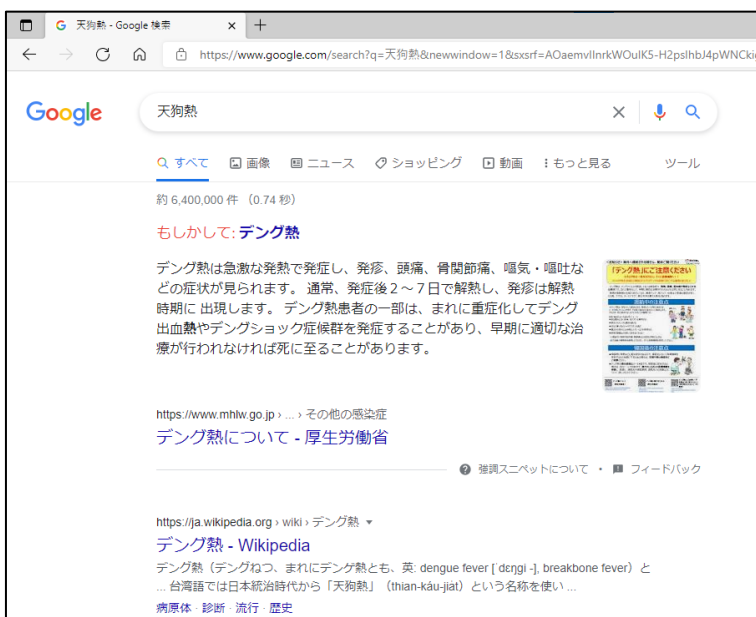 天狗熱 - Google 検索
https://www.google.com/search?q=天狗熱&newwindow=1&sxsrf=AOaemvIlnrkWOulK5-H2pslhbJ4pWNCki
Google
天狗熱
すべて 画像 ニュース ショッピング 動画 もっと見る ツール
約 6,400,000 件 （0.74 秒）
もしかして: デング熱
デング熱は急激な発熱で発症し、発疹、頭痛、骨関節痛、嘔気・嘔吐な
どの症状が見られます。 通常、発症後２～７日で解熱し、発疹は解熱
時期に 出現します。 デング熱患者の一部は、まれに重症化してデング
出血熱やデングショック症候群を発症することがあり、早期に適切な治
療が行われなければ死に至ることがあります。
「デング熱」にご注意ください
https://www.mhlw.go.jp › ... › その他の感染症
デング熱について - 厚生労働省
強調スニペットについて • フィードバック
https://ja.wikipedia.org › wiki › デング熱
デング熱 - Wikipedia
デング熱（デングねつ、まれにデンゲ熱とも、英: dengue fever [ˈdɛŋgi -], breakbone fever）と
... 台湾語では日本統治時代から「天狗熱」（thian-káu-jia̍t）という名称を使い ...
病原体 · 診断 · 流行 · 歴史